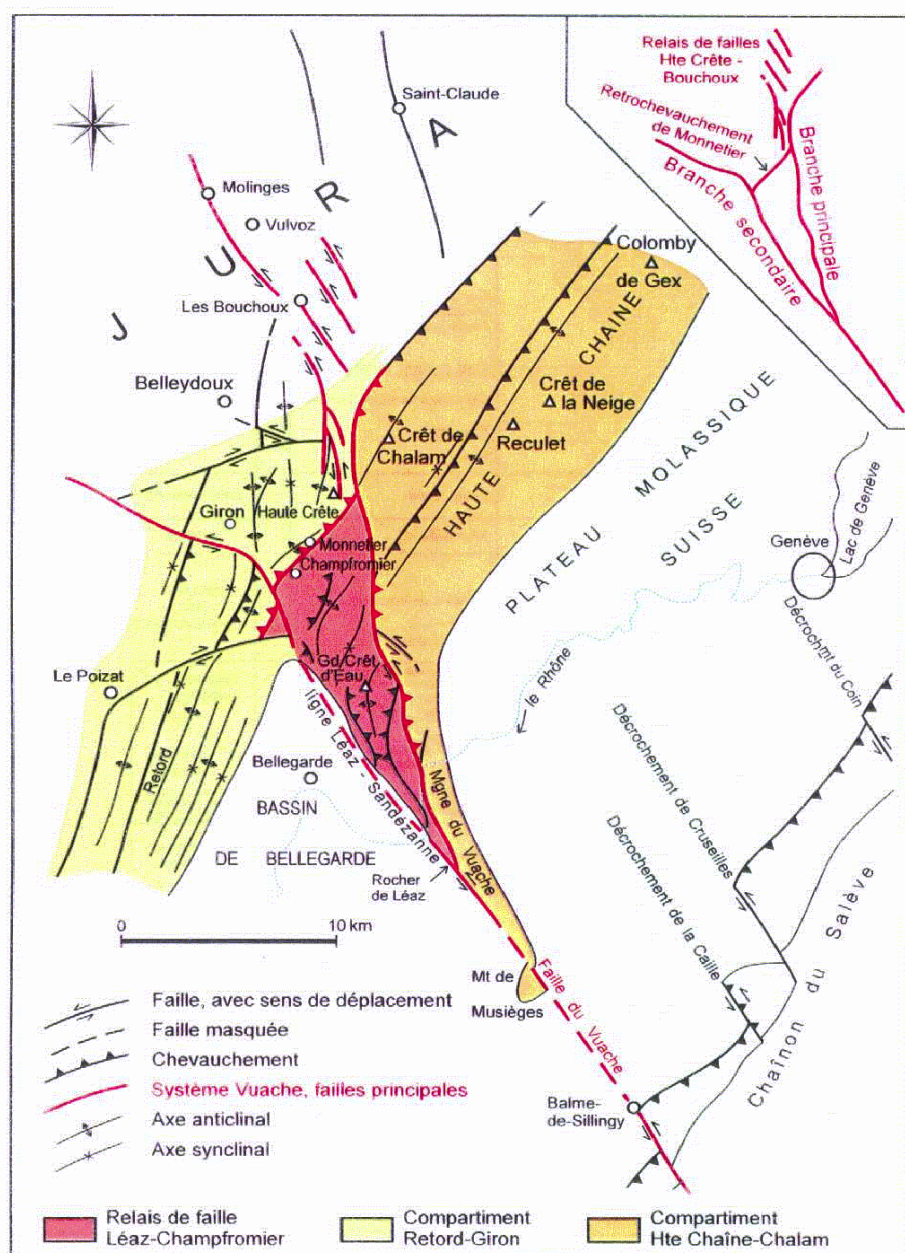 Relais de failles
Hte Crête -
Bouchoux
Retrochevauchement
de Monnetier
Branche principale
Branche secondaire
Saint-Claude
J U R A
Molinges
Vulvoz
Les Bouchoux
Belleydoux
Colomby
de Gex
HAUTE CHAINE
Crêt de
la Neige
Reculet
Crêt de
Chalam
Giron
Haute Crête
Monnetier
Champfromier
PLATEAU MOLASSIQUE
SUISSE
Genève
Lac de Genève
le Rhône
Le Poizat
Gd Crêt
d'Eau
Retord
Bellegarde
BASSIN
DE BELLEGARDE
ligne Léaz - Sandézanne
Mgne du Vuache
Rocher
de Léaz
Décrochmt du Coin
Décrochement de Cruseilles
Décrochement de la Caille
Chaînon du Salève
Mt de
Musièges
Faille du Vuache
Balme-
de-Sillingy
0 10 km
Faille, avec sens de déplacement
Faille masquée
Chevauchement
Système Vuache, failles principales
Axe anticlinal
Axe synclinal
Relais de faille
Léaz-Champfromier
Compartiment
Retord-Giron
Compartiment
Hte Chaîne-Chalam